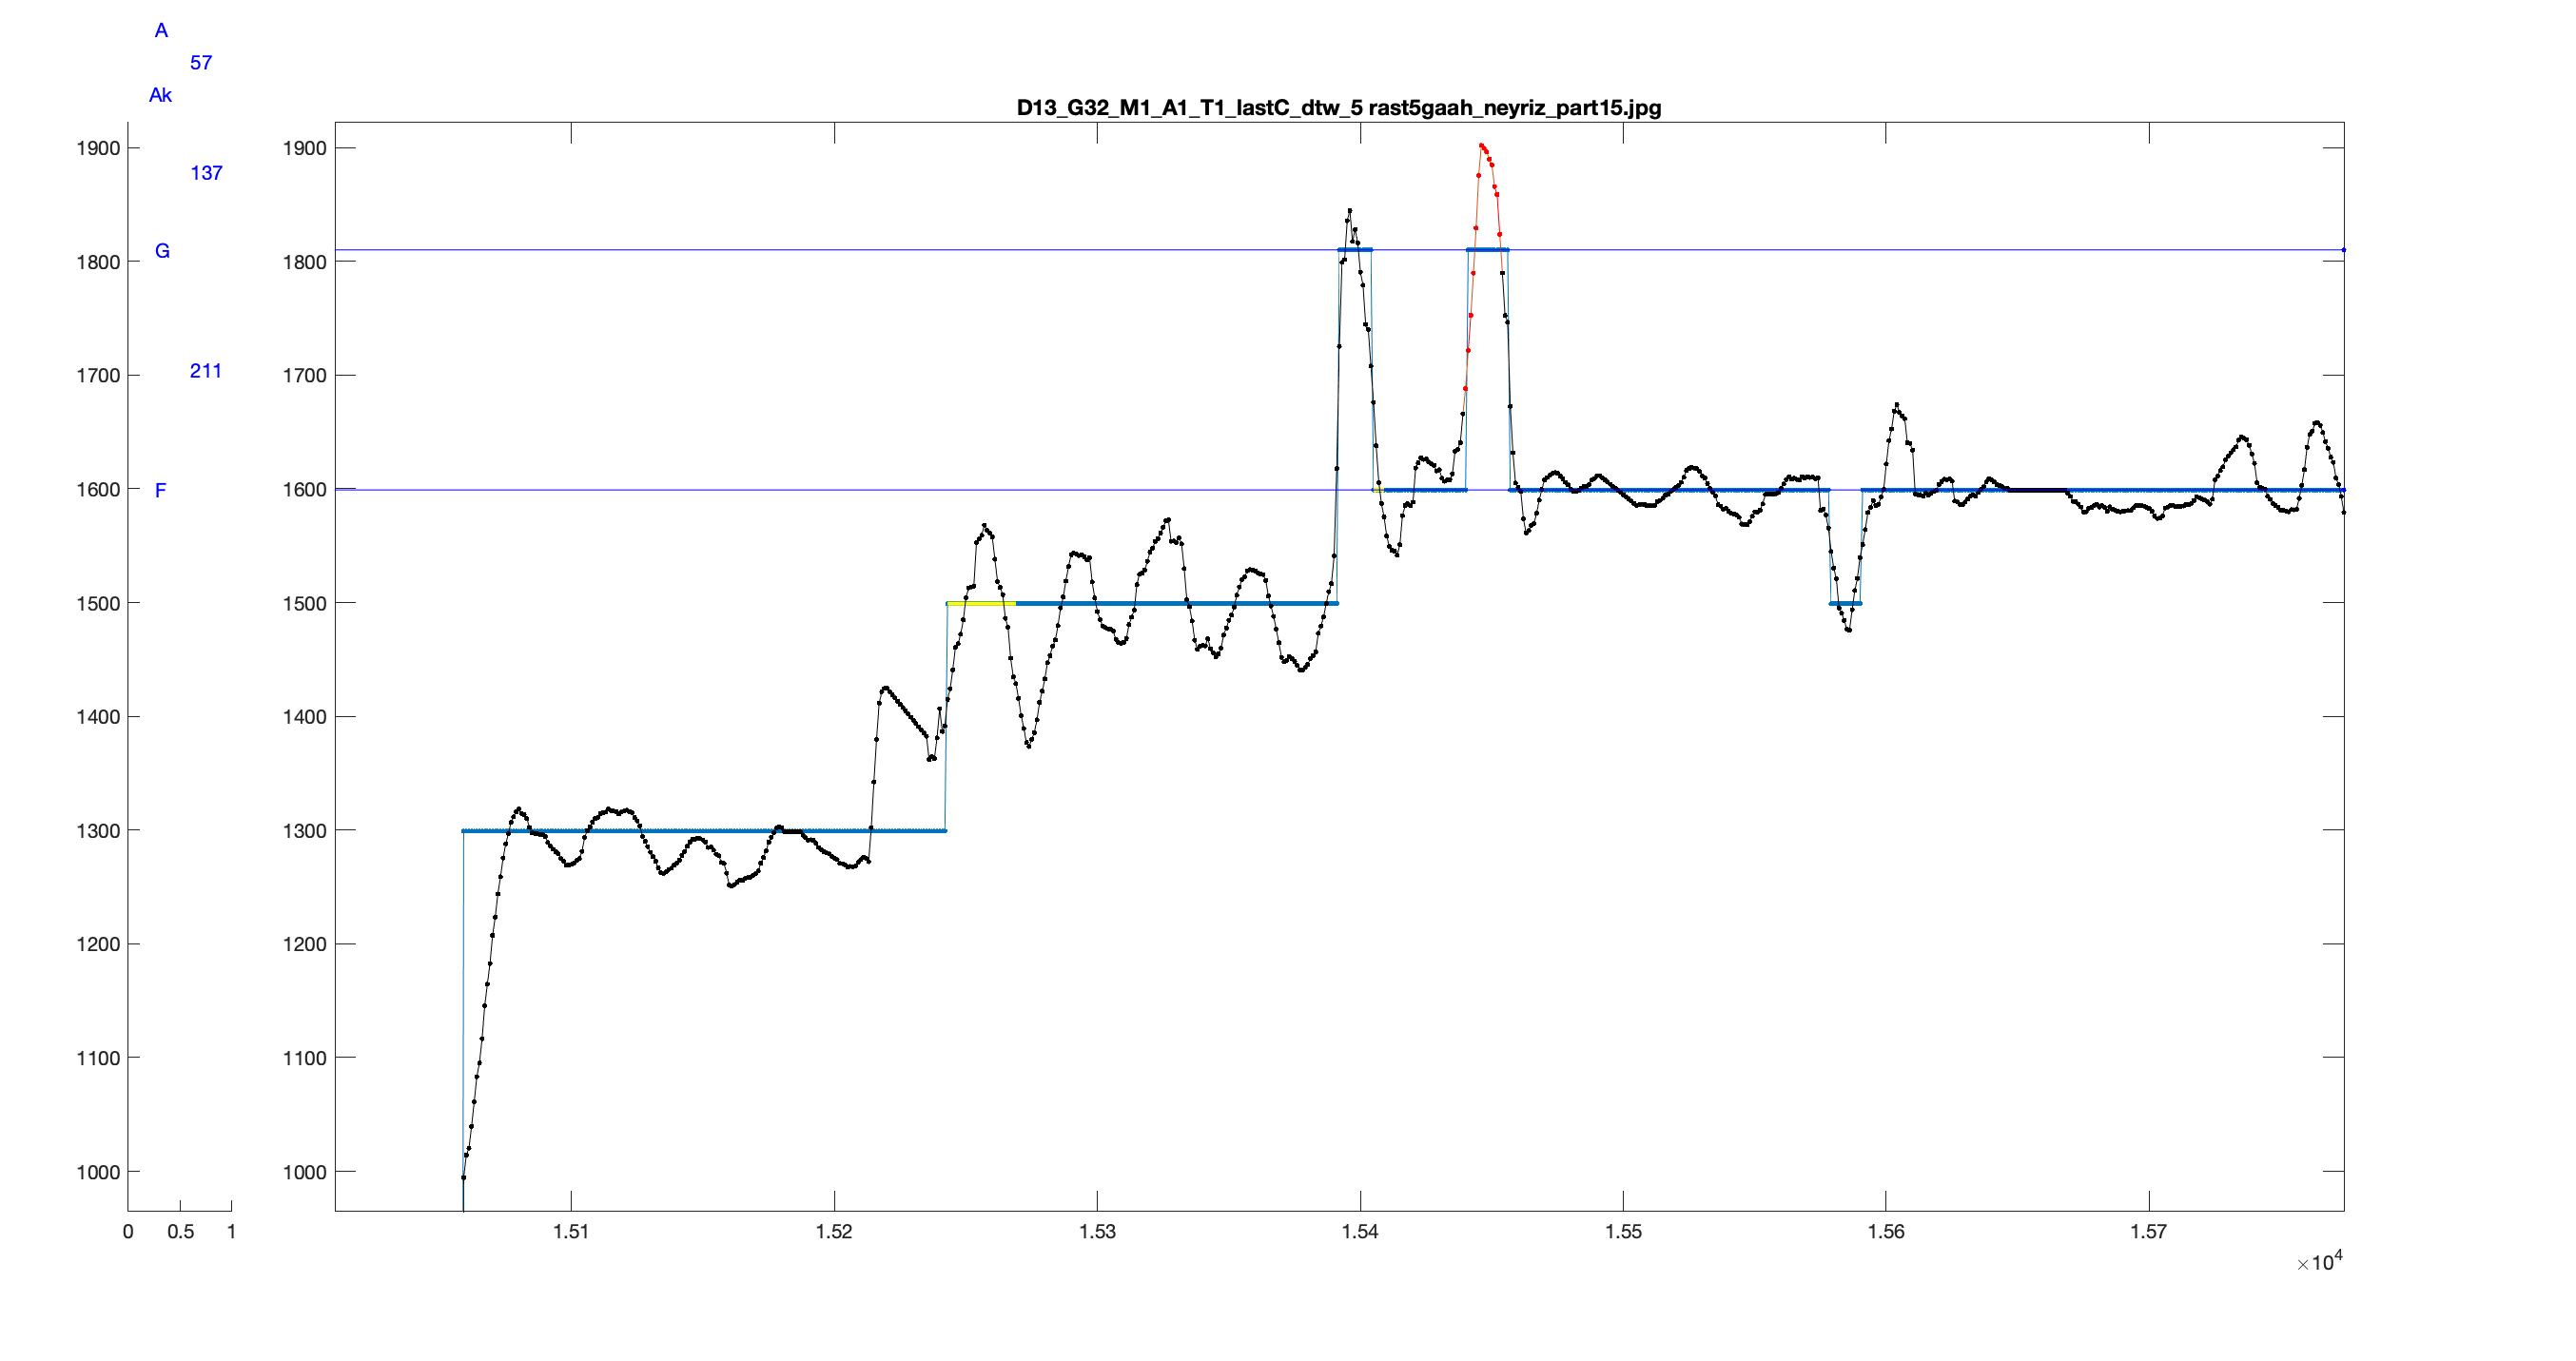 A
57
Ak
D13_G32_M1_A1_T1_lastC_dtw_5 rast5gaah_neyriz_part15.jpg
1900 1900
137
G
1800 1800
211
1700 1700
F
1600 1600
1500 1500
1400 1400
1300 1300
1200 1200
1100 1100
1000 1000
0 0.5 1 1.51 1.52 1.53 1.54 1.55 1.56 1.57
×10⁴